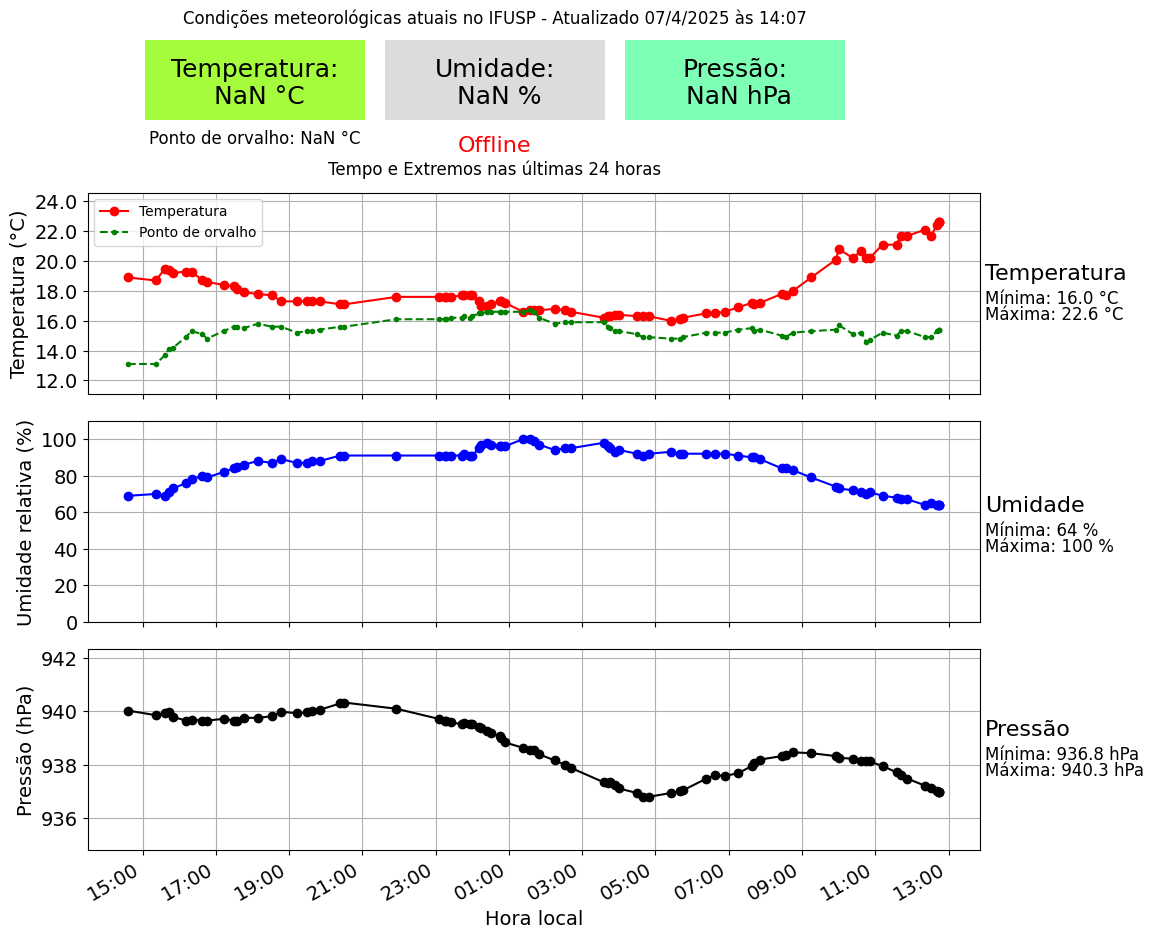 Condições meteorológicas atuais no IFUSP - Atualizado 07/4/2025 às 14:07
Temperatura:
NaN °C
Umidade:
NaN %
Pressão:
NaN hPa
Ponto de orvalho: NaN °C
Offline
Tempo e Extremos nas últimas 24 horas
Temperatura (°C)
24.0
22.0
20.0
18.0
16.0
14.0
12.0
Temperatura
Ponto de orvalho
Temperatura
Mínima: 16.0 °C
Máxima: 22.6 °C
Umidade relativa (%)
100
80
60
40
20
0
Umidade
Mínima: 64 %
Máxima: 100 %
Pressão (hPa)
942
940
938
936
Pressão
Mínima: 936.8 hPa
Máxima: 940.3 hPa
15:00
17:00
19:00
21:00
23:00
01:00
03:00
05:00
07:00
09:00
11:00
13:00
Hora local